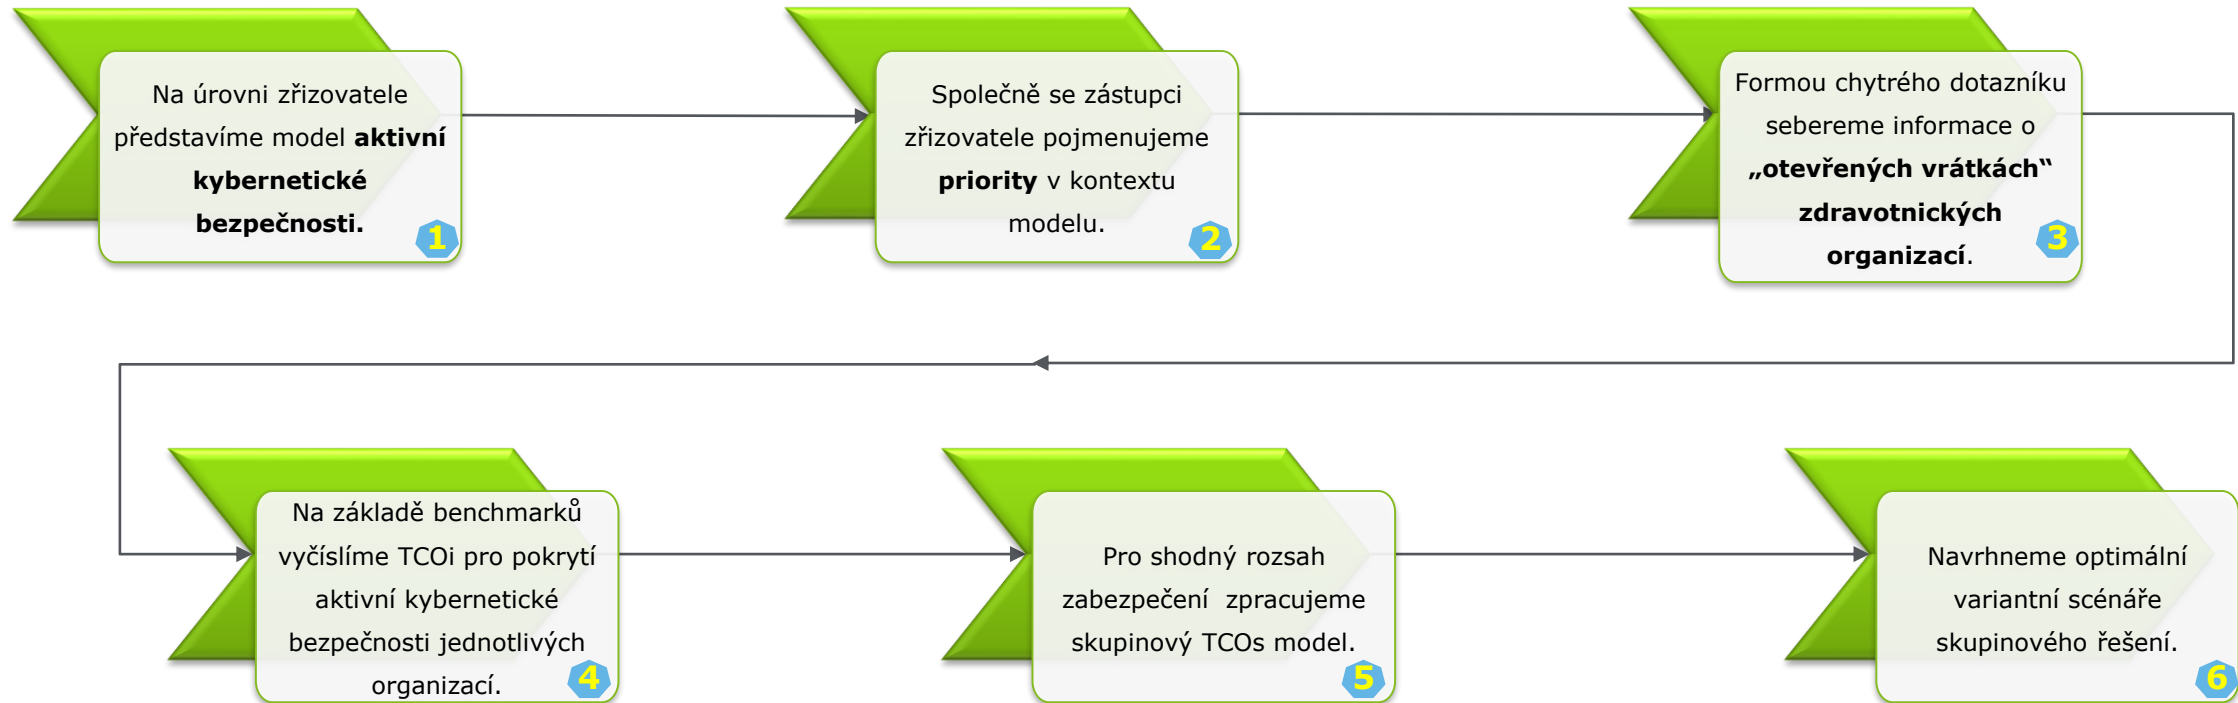 Na úrovni zřizovatele
představíme model aktivní
kybernetické
bezpečnosti.
1
Společně se zástupci
zřizovatele pojmenujeme
priority v kontextu
modelu.
2
Formou chytrého dotazníku
sebereme informace o
„otevřených vrátkách“
zdravotnických
organizací.
3
Na základě benchmarků
vyčíslíme TCOi pro pokrytí
aktivní kybernetické
bezpečnosti jednotlivých
organizací.
4
Pro shodný rozsah
zabezpečení  zpracujeme
skupinový TCOs model.
5
Navrhneme optimální
variantní scénáře
skupinového řešení.
6